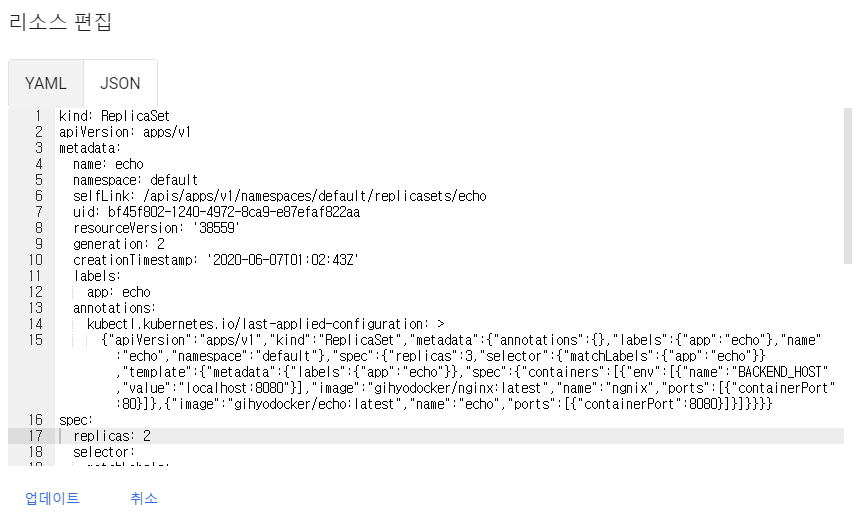 리소스 편집
YAML JSON
1 kind: ReplicaSet
2 apiVersion: apps/v1
3 metadata:
4 name: echo
5 namespace: default
6 selfLink: /apis/apps/v1/namespaces/default/replicasets/echo
7 uid: bf45f802-1240-4972-8ca9-e87efaf822aa
8 resourceVersion: '38559'
9 generation: 2
10 creationTimestamp: '2020-06-07T01:02:43Z'
11 labels:
12 app: echo
13 annotations:
14 kubectl.kubernetes.io/last-applied-configuration: >
15 {"apiVersion":"apps/v1","kind":"ReplicaSet","metadata":{"annotations":{},"labels":{"app":"echo"},"name"
:"echo","namespace":"default"},"spec":{"replicas":3,"selector":{"matchLabels":{"app":"echo"}}
,"template":{"metadata":{"labels":{"app":"echo"}},"spec":{"containers":[{"env":[{"name":"BACKEND_HOST"
,"value":"localhost:8080"}],"image":"gihyodocker/nginx:latest","name":"ngnix","ports":[{"containerPort"
:80}]},{"image":"gihyodocker/echo:latest","name":"echo","ports":[{"containerPort":8080}]}]}}}}
16 spec:
17 replicas: 2
18 selector:
19 matchLabels:
업데이트 취소